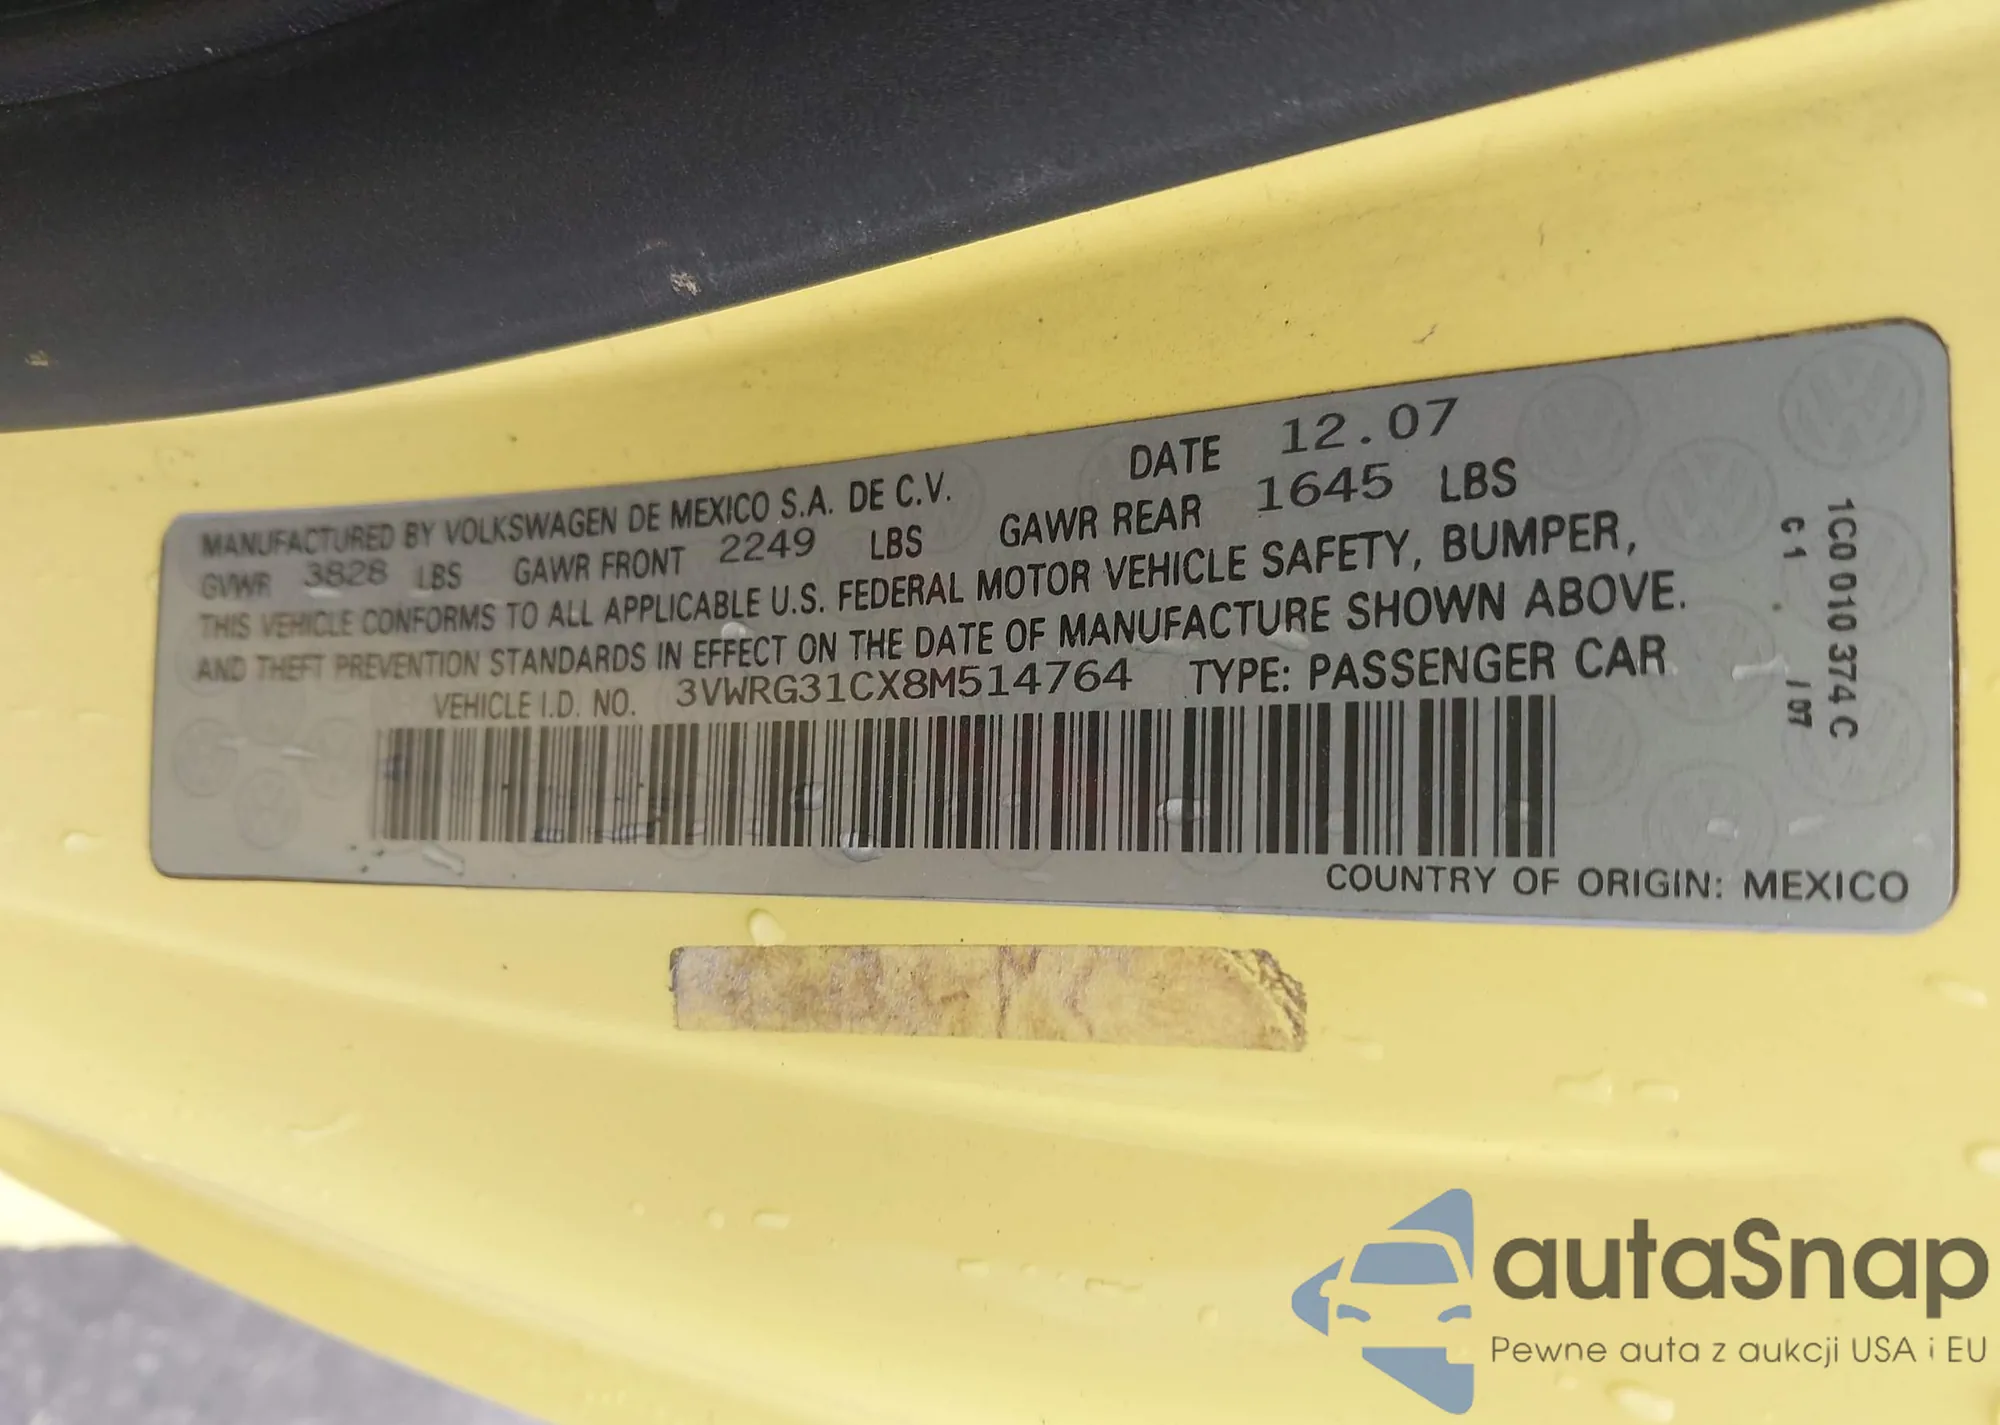 MANUFACTURED BY VOLKSWAGEN DE MEXICO S.A. DE C.V. DATE 12.07
GVWR 3828 LBS GAWR FRONT 2249 LBS GAWR REAR 1645 LBS
THIS VEHICLE CONFORMS TO ALL APPLICABLE U.S. FEDERAL MOTOR VEHICLE SAFETY, BUMPER,
AND THEFT PREVENTION STANDARDS IN EFFECT ON THE DATE OF MANUFACTURE SHOWN ABOVE.
VEHICLE I.D. NO. 3VWRG31CX8M514764 TYPE: PASSENGER CAR
COUNTRY OF ORIGIN: MEXICO
1C0 010 374 C
G 1 / 07
autaSnap
Pewne auta z aukcji USA i EU